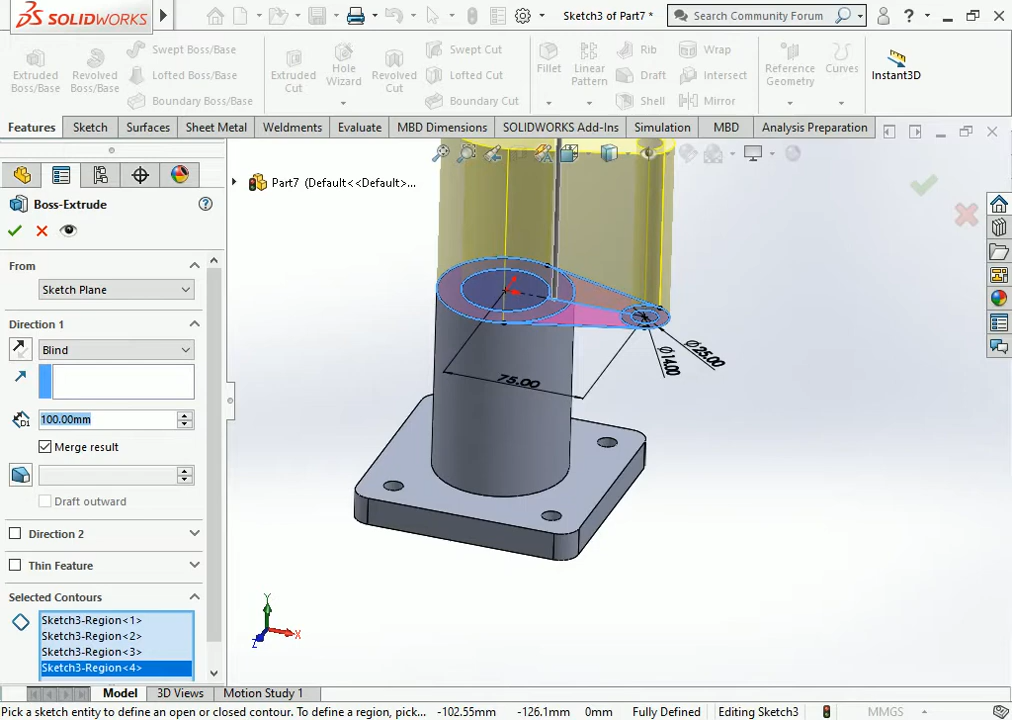 SOLIDWORKS
Sketch3 of Part7 *
Search Community Forum
?
Extruded Boss/Base
Revolved Boss/Base
Swept Boss/Base
Lofted Boss/Base
Boundary Boss/Base
Extruded Cut
Hole Wizard
Revolved Cut
Swept Cut
Lofted Cut
Boundary Cut
Fillet
Linear Pattern
Rib
Draft
Shell
Wrap
Intersect
Mirror
Reference Geometry
Curves
Instant3D
Features
Sketch
Surfaces
Sheet Metal
Weldments
Evaluate
MBD Dimensions
SOLIDWORKS Add-Ins
Simulation
MBD
Analysis Preparation
Part7 (Default<<Default>...
Boss-Extrude
From
Sketch Plane
Direction 1
Blind
D1
100.00mm
Merge result
Draft outward
Direction 2
Thin Feature
Selected Contours
Sketch3-Region<1>
Sketch3-Region<2>
Sketch3-Region<3>
Sketch3-Region<4>
75.00
Ø14.00
Ø25.00
Y
X
Z
Model
3D Views
Motion Study 1
Pick a sketch entity to define an open or closed contour. To define a region, pick...
-102.55mm
-126.1mm
0mm
Fully Defined
Editing Sketch3
MMGS